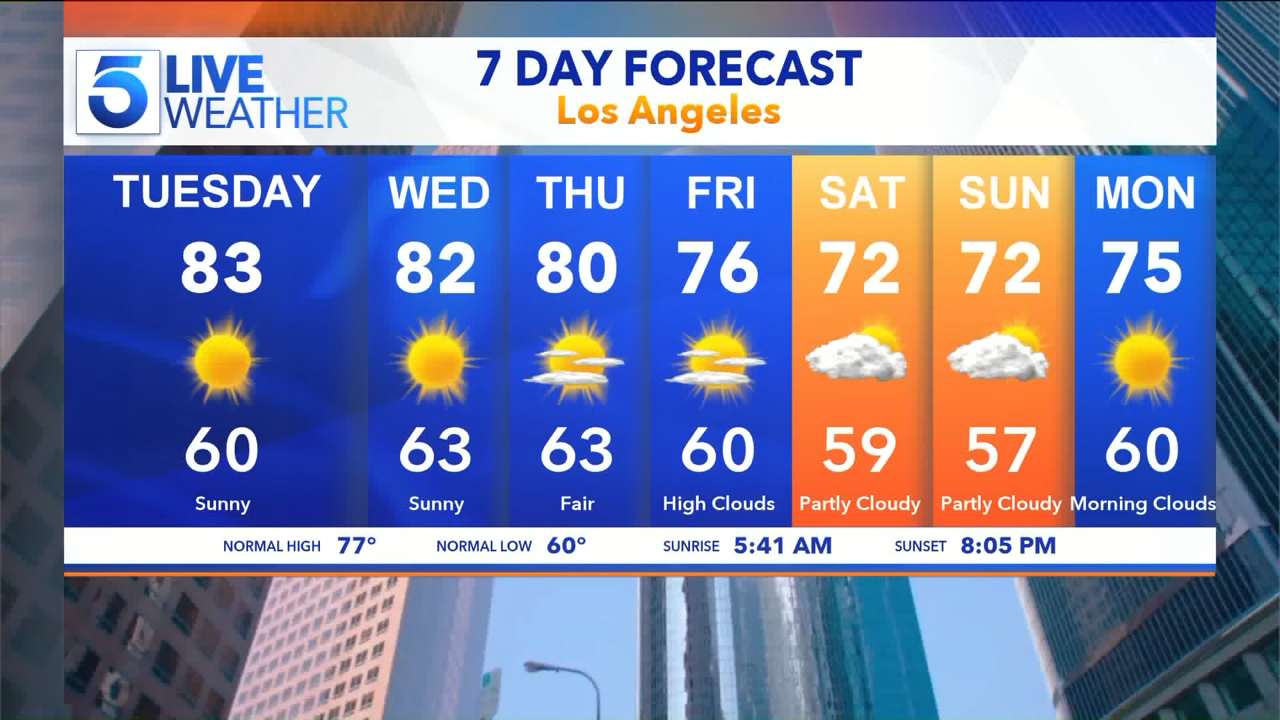 5 LIVE
WEATHER
7 DAY FORECAST
Los Angeles
TUESDAY WED THU FRI SAT SUN MON
83 82 80 76 72 72 75
60 63 63 60 59 57 60
Sunny Sunny Fair High Clouds Partly Cloudy Partly Cloudy Morning Clouds
NORMAL HIGH 77° NORMAL LOW 60° SUNRISE 5:41 AM SUNSET 8:05 PM